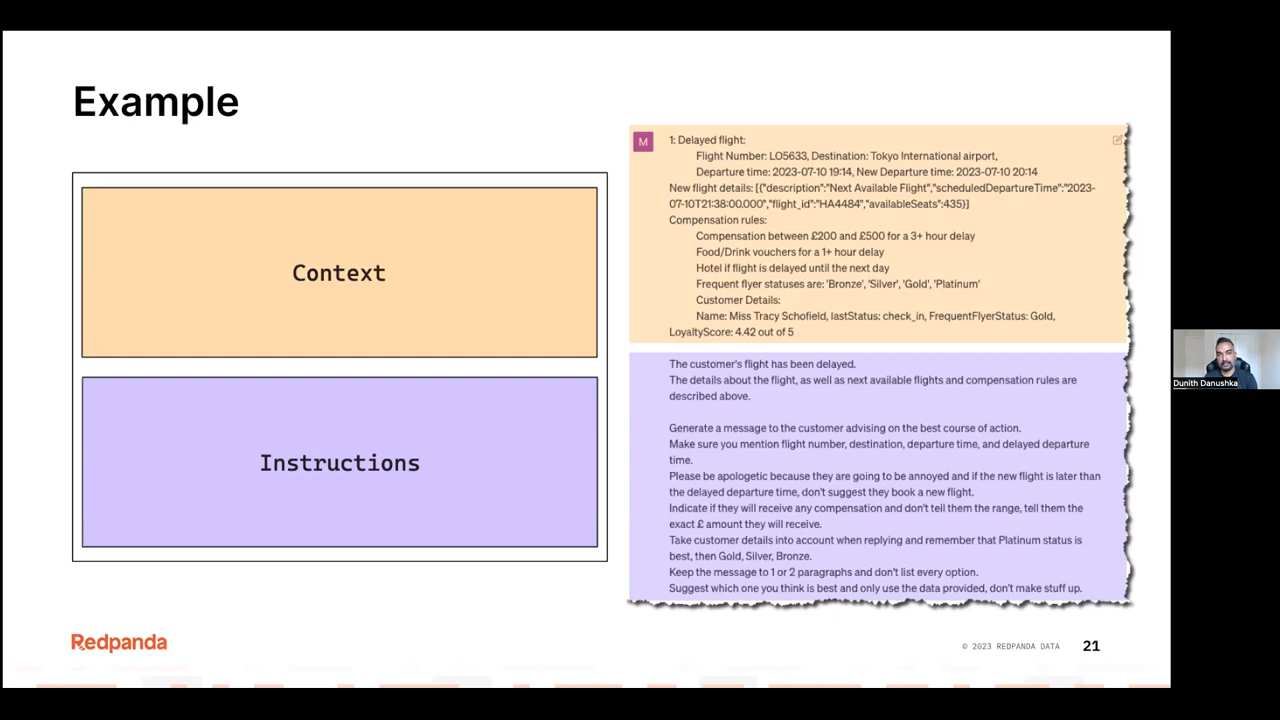 Example
Context
Instructions
M
1: Delayed flight:
Flight Number: LO5633, Destination: Tokyo International airport,
Departure time: 2023-07-10 19:14, New Departure time: 2023-07-10 20:14
New flight details: [{"description":"Next Available Flight","scheduledDepartureTime":"2023-
07-10T21:38:00.000","flight_id":"HA4484","availableSeats":435}]
Compensation rules:
Compensation between £200 and £500 for a 3+ hour delay
Food/Drink vouchers for a 1+ hour delay
Hotel if flight is delayed until the next day
Frequent flyer statuses are: 'Bronze', 'Silver', 'Gold', 'Platinum'
Customer Details:
Name: Miss Tracy Schofield, lastStatus: check_in, FrequentFlyerStatus: Gold,
LoyaltyScore: 4.42 out of 5
The customer's flight has been delayed.
The details about the flight, as well as next available flights and compensation rules are
described above.
Generate a message to the customer advising on the best course of action.
Make sure you mention flight number, destination, departure time, and delayed departure
time.
Please be apologetic because they are going to be annoyed and if the new flight is later than
the delayed departure time, don't suggest they book a new flight.
Indicate if they will receive any compensation and don't tell them the range, tell them the
exact £ amount they will receive.
Take customer details into account when replying and remember that Platinum status is
best, then Gold, Silver, Bronze.
Keep the message to 1 or 2 paragraphs and don't list every option.
Suggest which one you think is best and only use the data provided, don't make stuff up.
Dunith Danushka
Redpanda
© 2023 REDPANDA DATA
21